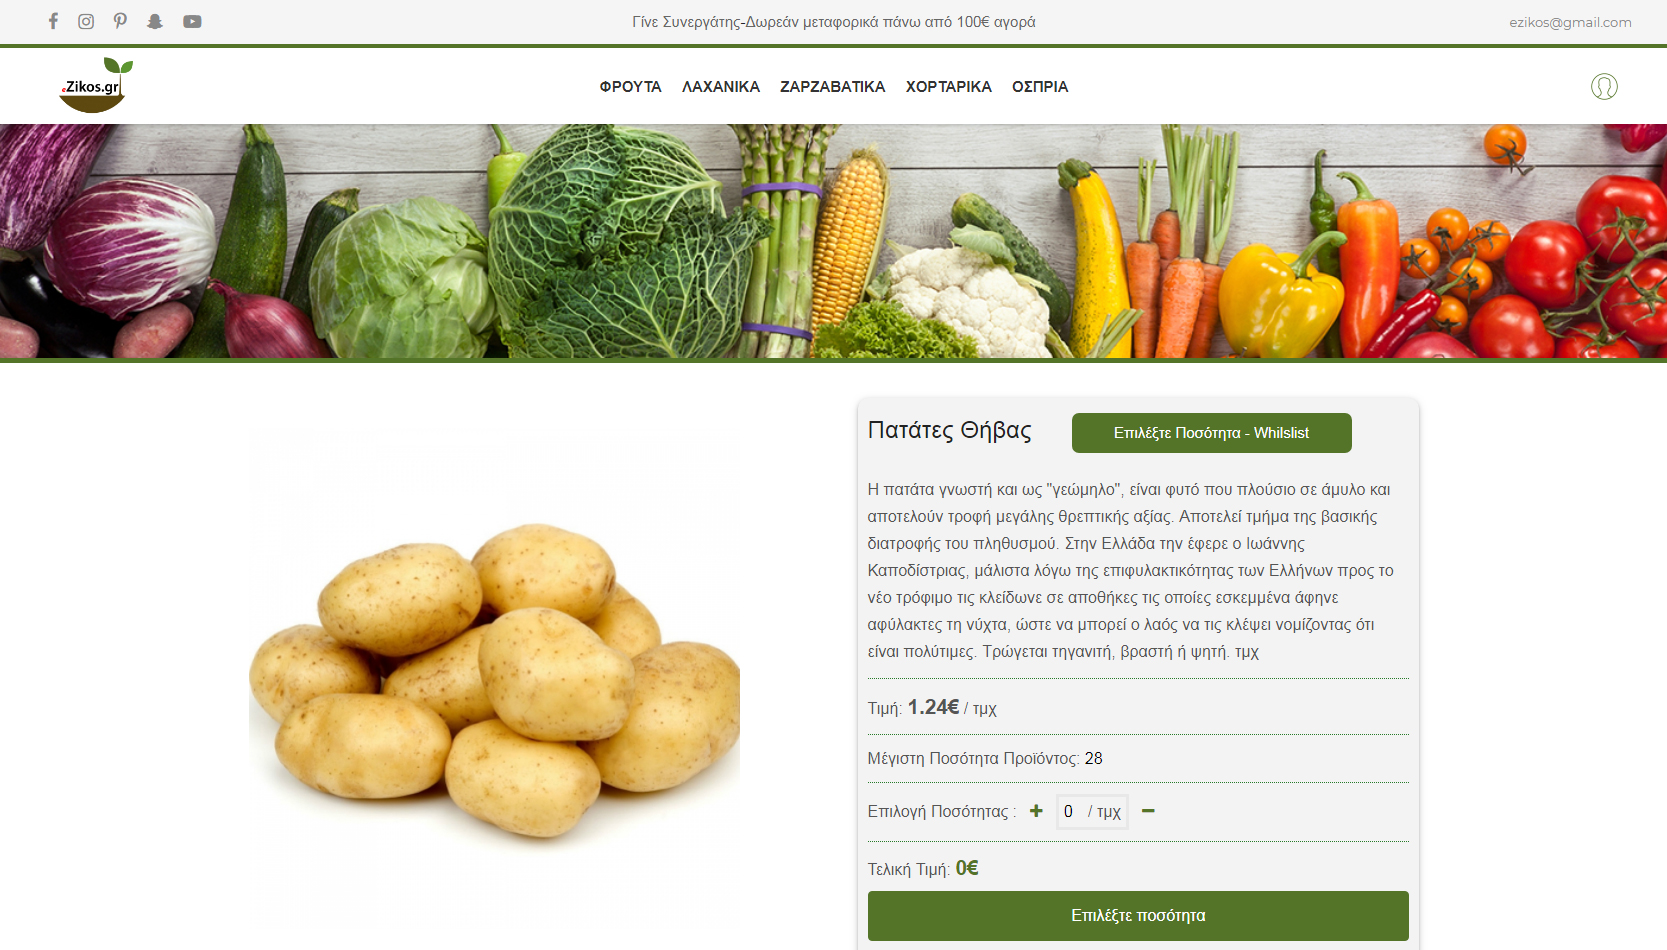 Γίνε Συνεργάτης-Δωρεάν μεταφορικά πάνω από 100€ αγορά
ezikos@gmail.com
eZikos.gr
ΦΡΟΥΤΑ ΛΑΧΑΝΙΚΑ ΖΑΡΖΑΒΑΤΙΚΑ ΧΟΡΤΑΡΙΚΑ ΟΣΠΡΙΑ
Πατάτες Θήβας
Επιλέξτε Ποσότητα - Whilslist
Η πατάτα γνωστή και ως "γεώμηλο", είναι φυτό που πλούσιο σε άμυλο και
αποτελούν τροφή μεγάλης θρεπτικής αξίας. Αποτελεί τμήμα της βασικής
διατροφής του πληθυσμού. Στην Ελλάδα την έφερε ο Ιωάννης
Καποδίστριας, μάλιστα λόγω της επιφυλακτικότητας των Ελλήνων προς το
νέο τρόφιμο τις κλείδωνε σε αποθήκες τις οποίες εσκεμμένα άφηνε
αφύλακτες τη νύχτα, ώστε να μπορεί ο λαός να τις κλέψει νομίζοντας ότι
είναι πολύτιμες. Τρώγεται τηγανιτή, βραστή ή ψητή. τμχ
Τιμή: 1.24€ / τμχ
Μέγιστη Ποσότητα Προϊόντος: 28
Επιλογή Ποσότητας : + 0 / τμχ −
Τελική Τιμή: 0€
Επιλέξτε ποσότητα